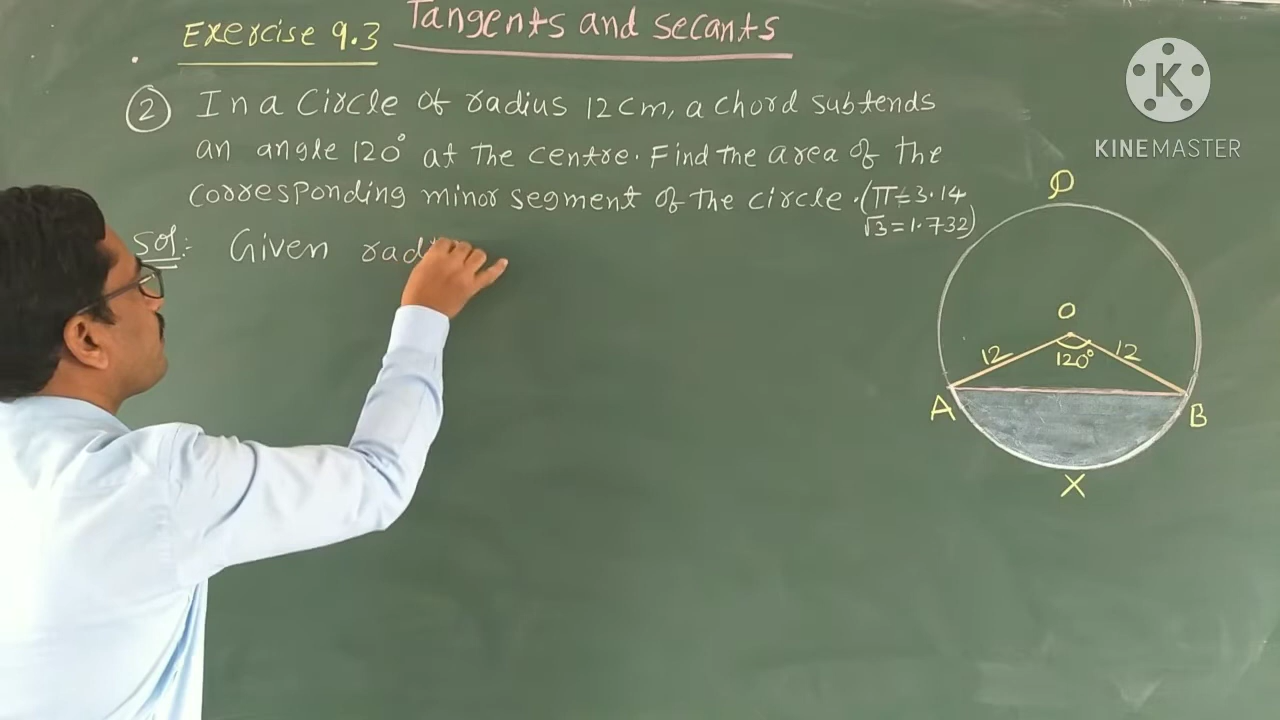 Exercise 9.3 Tangents and secants
② In a Circle of radius 12cm, a chord subtends
an angle 120° at the centre. Find the area of the
corresponding minor segment of the circle. (π=3.14
√3=1.732)
Sol:- Given rad
K
KINEMASTER
O
12 120° 12
A B
X